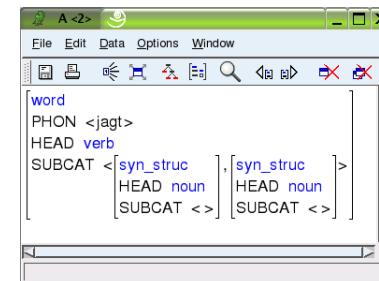 A <2>
File Edit Data Options Window
word
PHON <jagt>
HEAD verb
SUBCAT <[syn_struc HEAD noun SUBCAT <>], [syn_struc HEAD noun SUBCAT <>]>